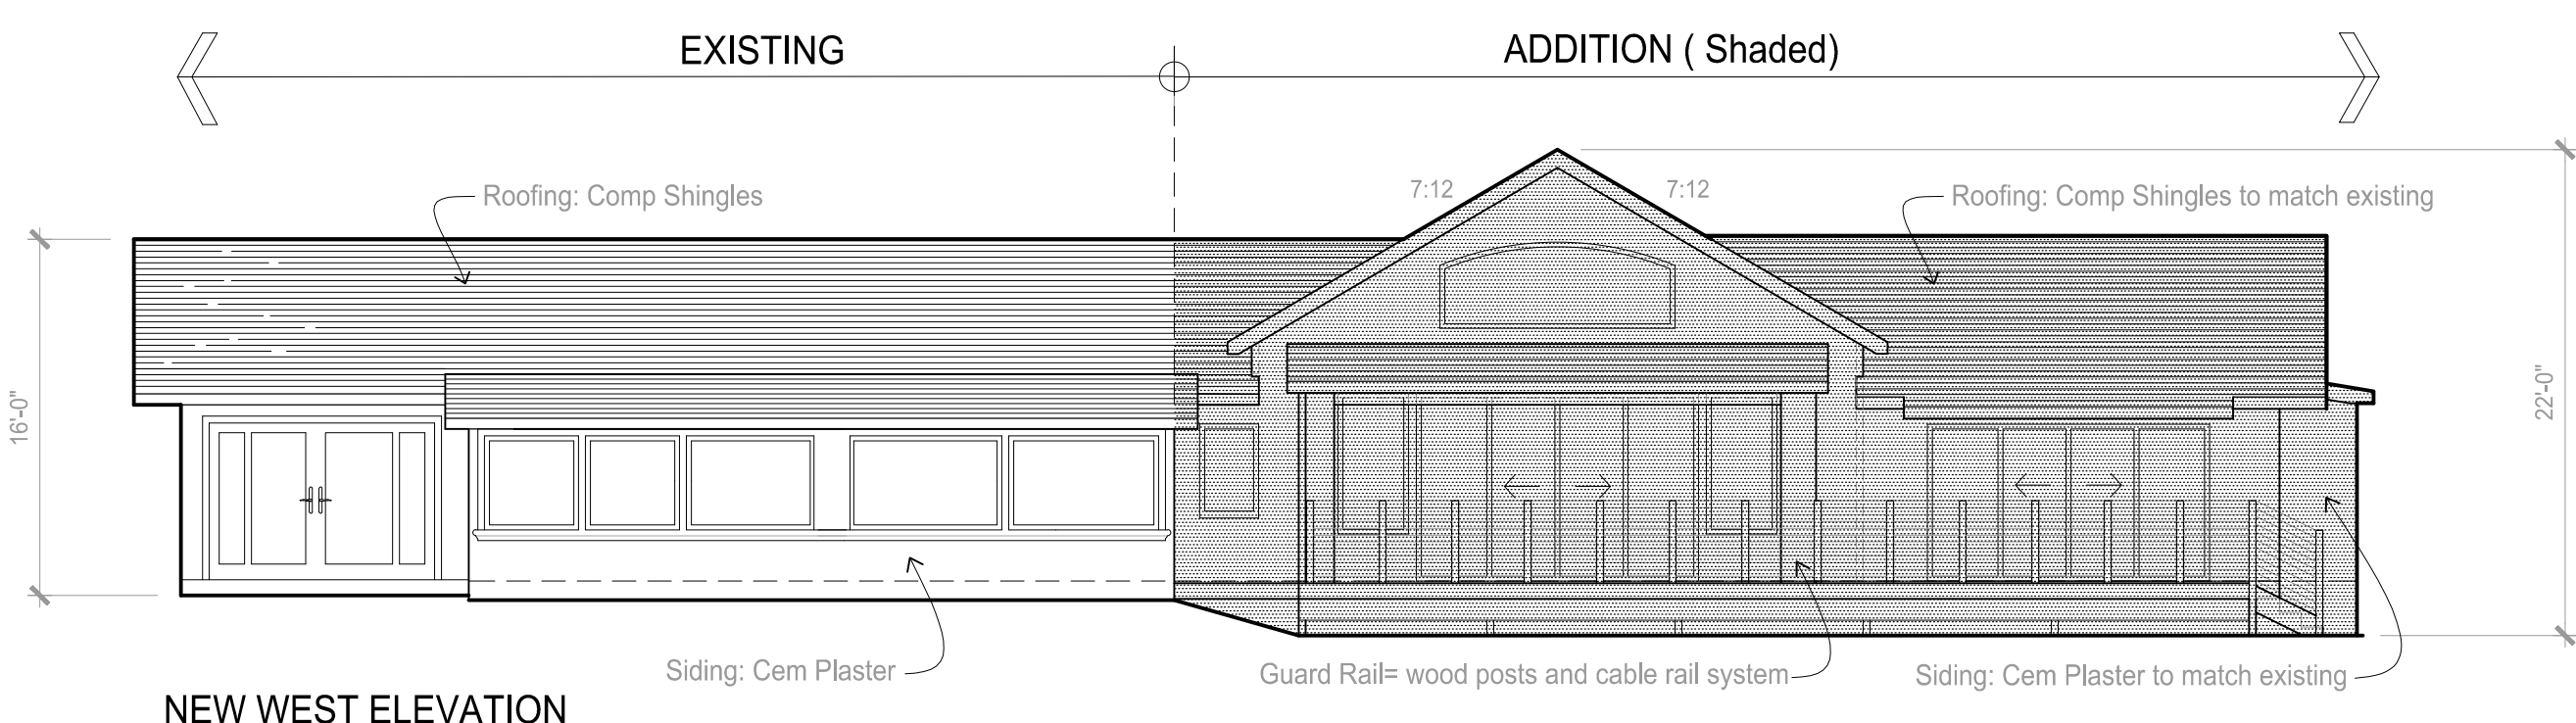 EXISTING
ADDITION ( Shaded)
7:12
7:12
Roofing: Comp Shingles
Roofing: Comp Shingles to match existing
16'-0"
22'-0"
Siding: Cem Plaster
Guard Rail= wood posts and cable rail system
Siding: Cem Plaster to match existing
NEW WEST ELEVATION